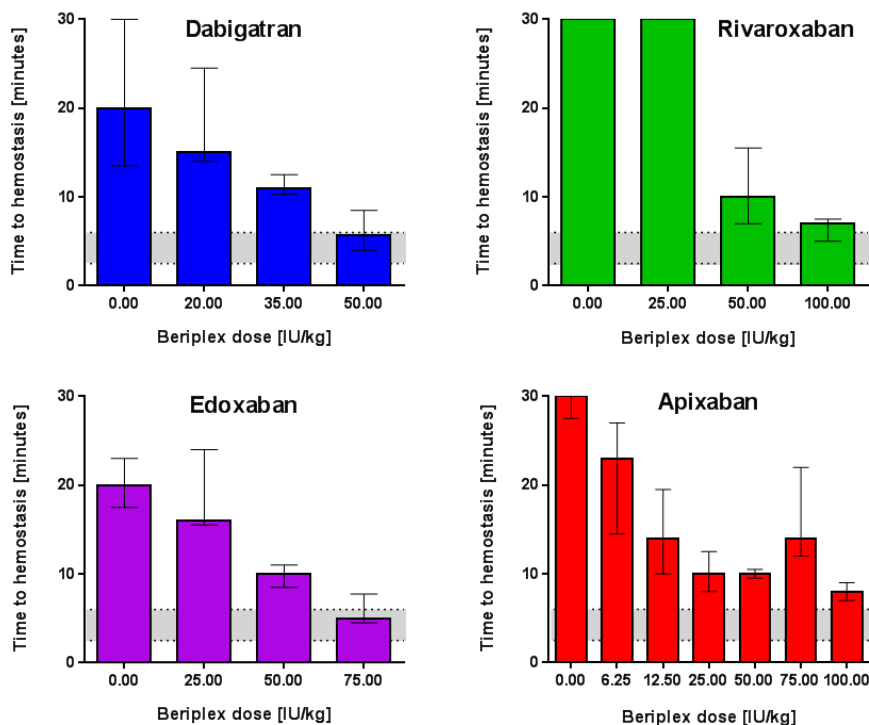 Dabigatran
Time to hemostasis [minutes]
30
20
10
0
0.00 20.00 35.00 50.00
Beriplex dose [IU/kg]
Rivaroxaban
Time to hemostasis [minutes]
30
20
10
0
0.00 25.00 50.00 100.00
Beriplex dose [IU/kg]
Edoxaban
Time to hemostasis [minutes]
30
20
10
0
0.00 25.00 50.00 75.00
Beriplex dose [IU/kg]
Apixaban
Time to hemostasis [minutes]
30
20
10
0
0.00 6.25 12.50 25.00 50.00 75.00 100.00
Beriplex dose [IU/kg]